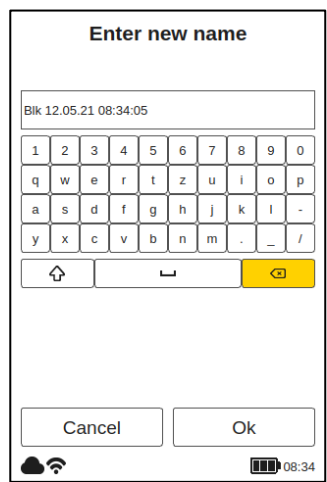 Enter new name
Blk 12.05.21 08:34:05
1 2 3 4 5 6 7 8 9 0
q w e r t z u i o p
a s d f g h j k l -
y x c v b n m . _ /
Cancel Ok
08:34